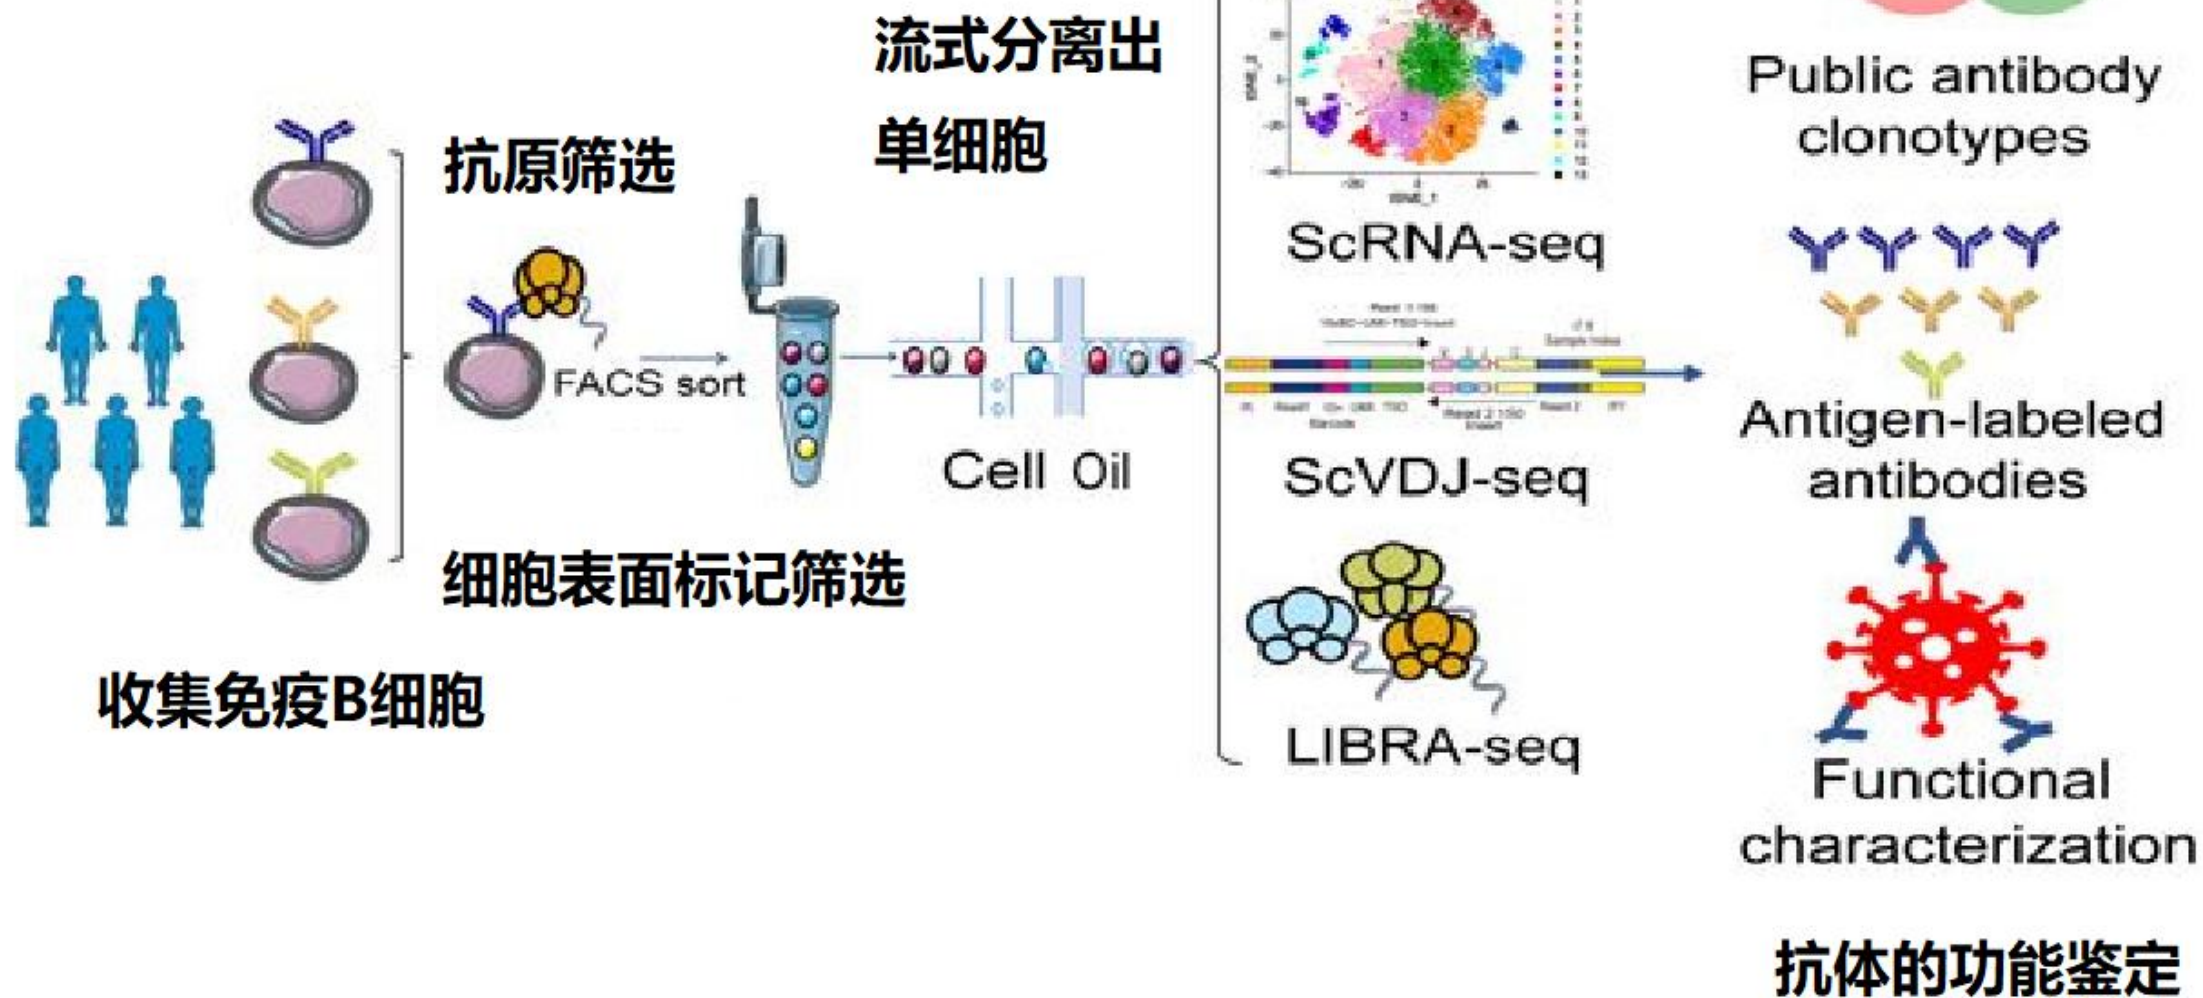 流式分离出
单细胞
抗原筛选
FACS sort
细胞表面标记筛选
收集免疫B细胞
Cell Oil
ScRNA-seq
ScVDJ-seq
LIBRA-seq
Public antibody
clonotypes
Antigen-labeled
antibodies
Functional
characterization
抗体的功能鉴定